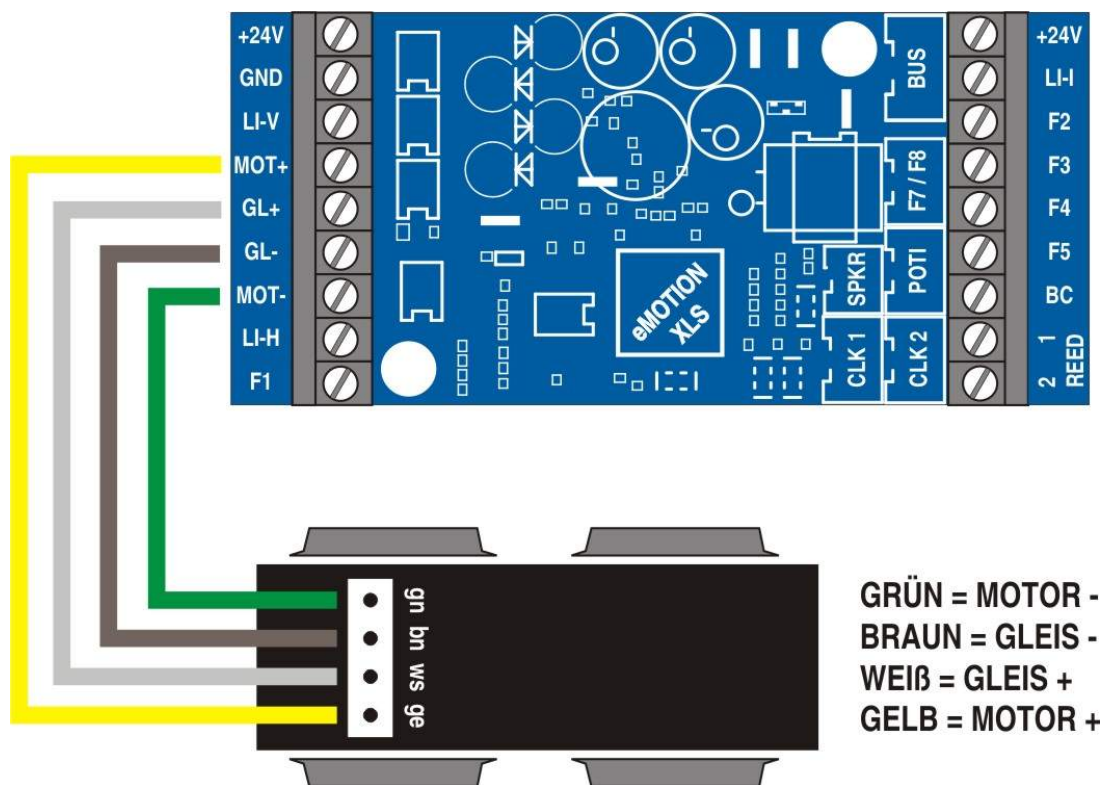 +24V
GND
LI-V
MOT+
GL+
GL-
MOT-
LI-H
F1
BUS
F7 / F8
SPKR
POTI
CLK 1
CLK 2
eMOTION
XLS
+24V
LI-I
F2
F3
F4
F5
BC
1
2
REED
gn
bn
ws
ge
GRÜN = MOTOR -
BRAUN = GLEIS -
WEIß = GLEIS +
GELB = MOTOR +